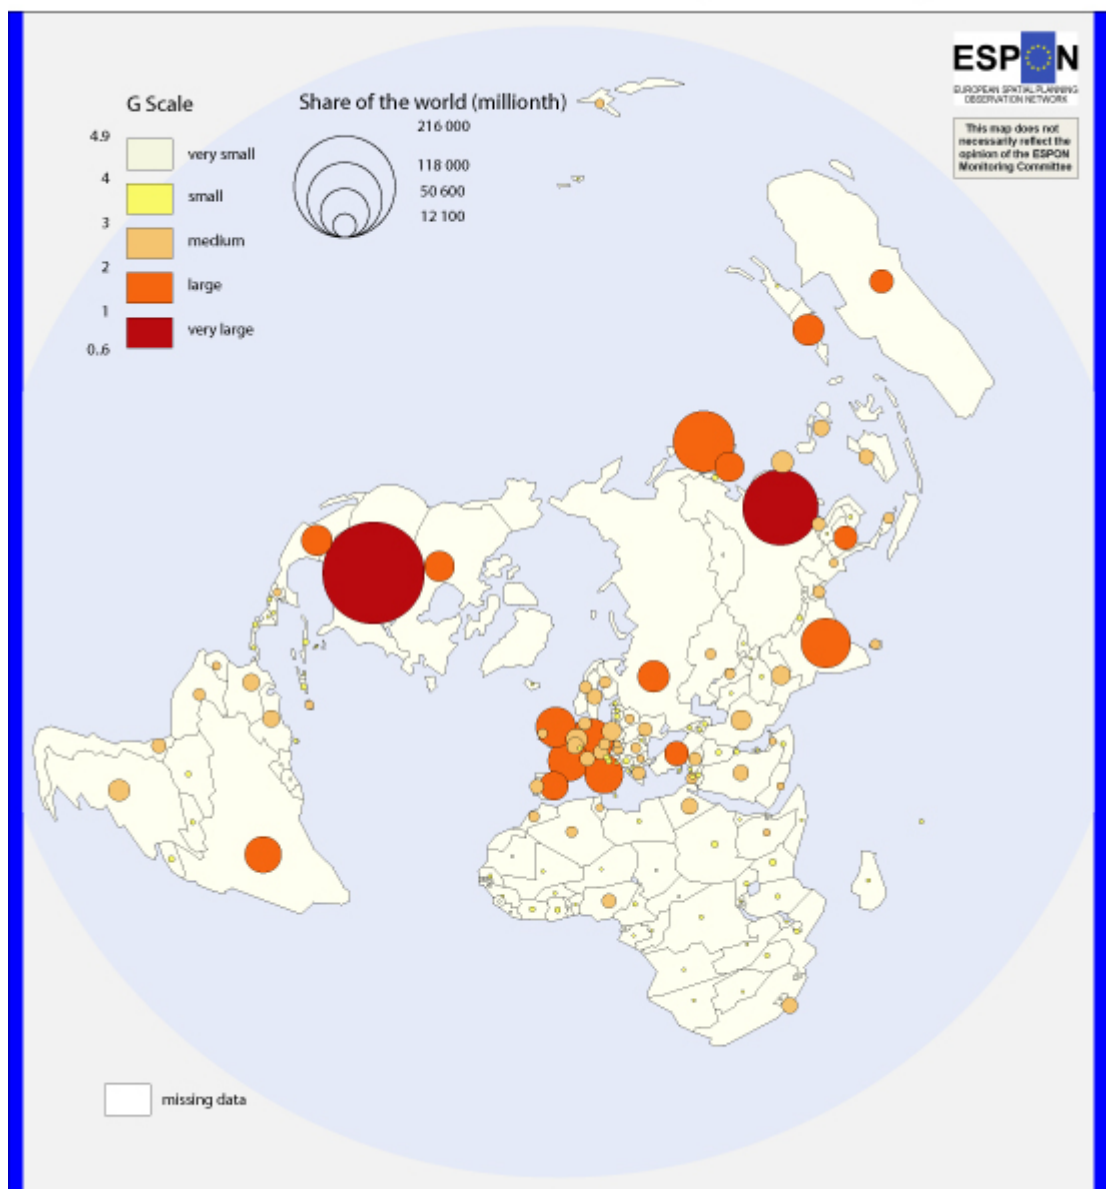 ESPON
EUROPEAN SPATIAL PLANNING
OBSERVATION NETWORK
This map does not
necessarily reflect the
opinion of the ESPON
Monitoring Committee
G Scale
4.9
very small
4
small
3
medium
2
large
1
very large
0..6
Share of the world (millionth)
216 000
118 000
50 600
12 100
missing data